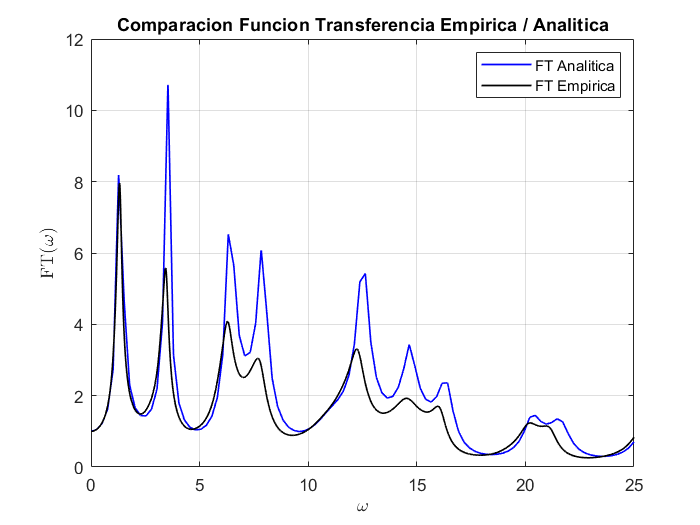 Comparacion Funcion Transferencia Empirica / Analitica
FT Analitica
FT Empirica
FT(ω)
12
10
8
6
4
2
0
0 5 10 15 20 25
ω